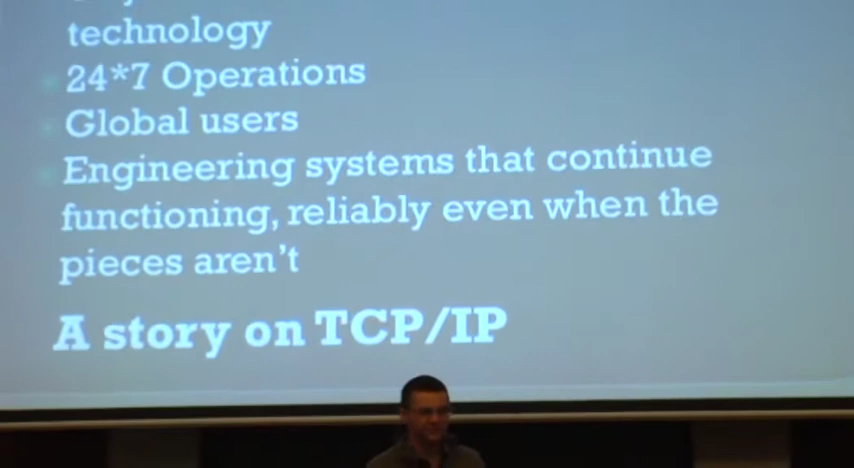 technology
24*7 Operations
Global users
Engineering systems that continue
functioning, reliably even when the
pieces aren't
A story on TCP/IP